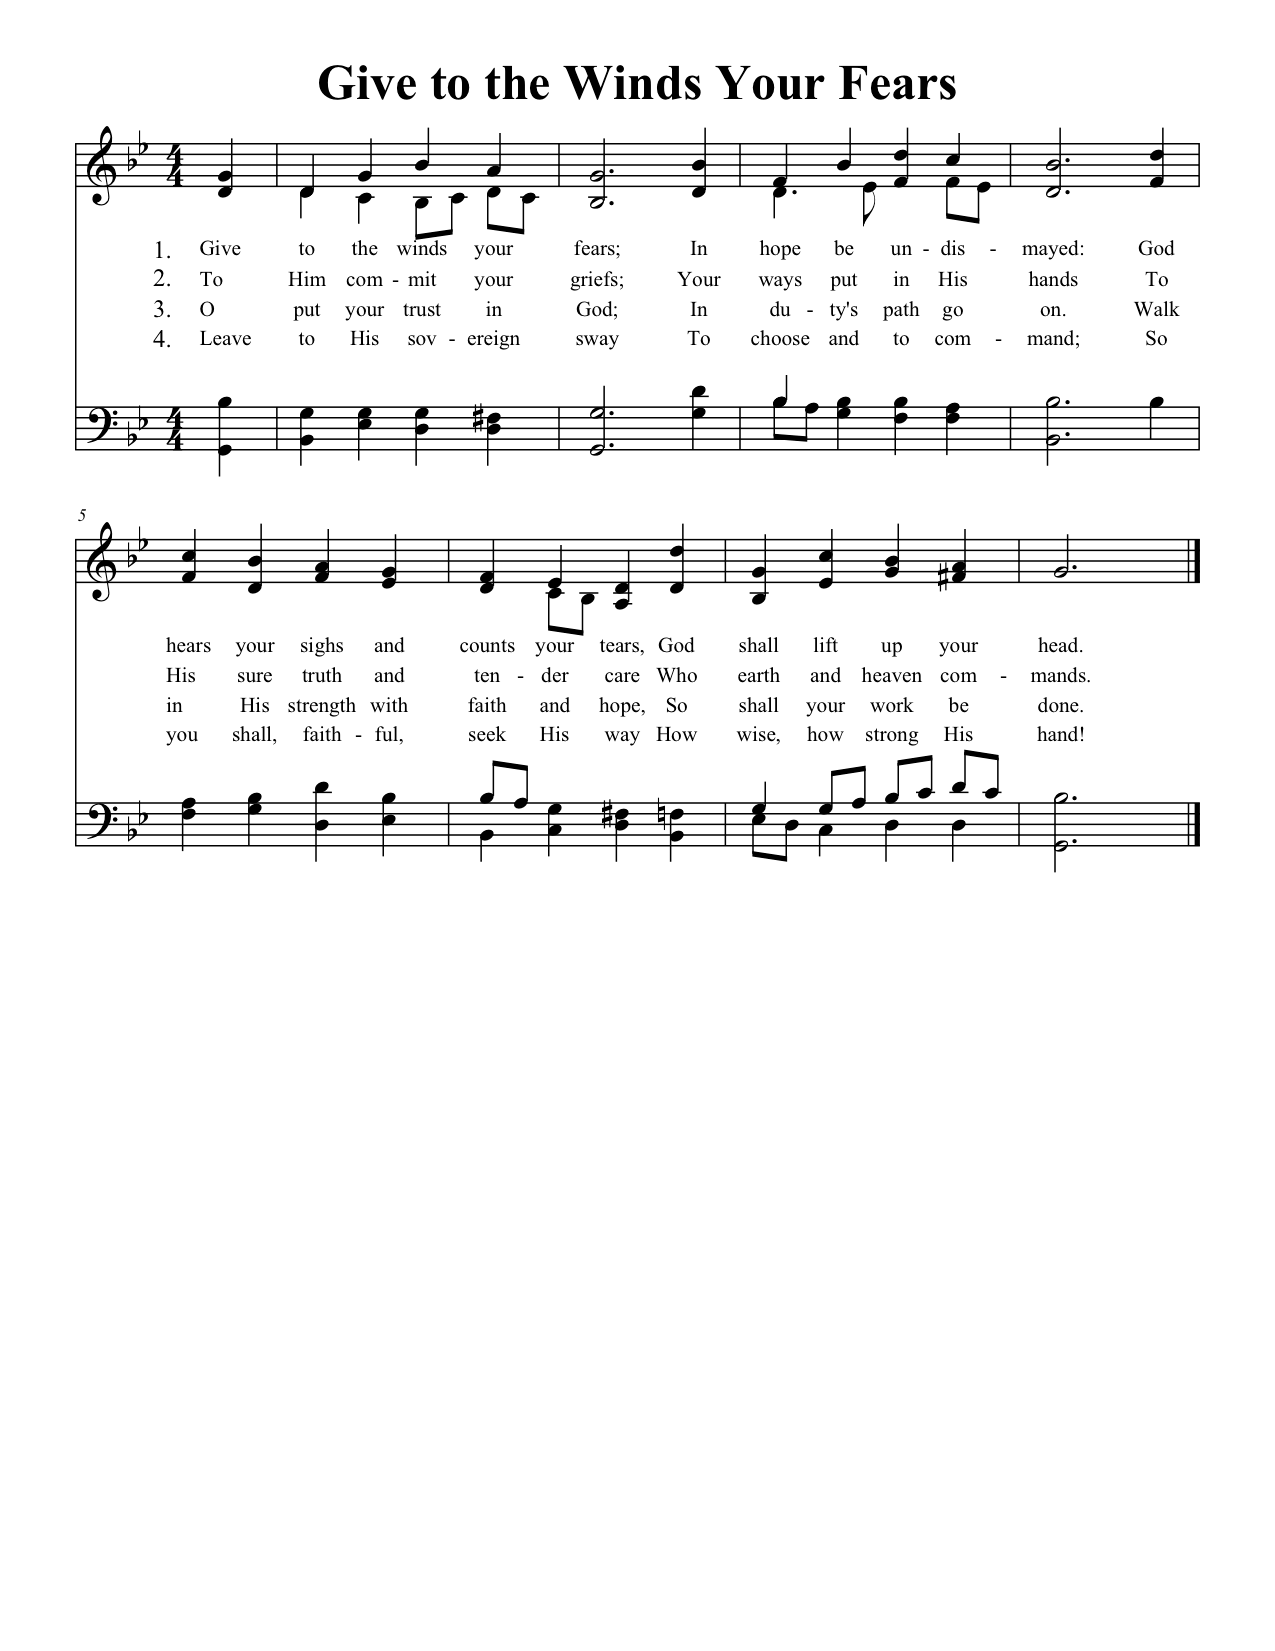 Give to the Winds Your Fears
4
4
1. Give to the winds your fears; In hope be un - dis - mayed: God
2. To Him com - mit your griefs; Your ways put in His hands To
3. O put your trust in God; In du - ty's path go on. Walk
4. Leave to His sov - ereign sway To choose and to com - mand; So
4
4
5
hears your sighs and counts your tears, God shall lift up your head.
His sure truth and ten - der care Who earth and heaven com - mands.
in His strength with faith and hope, So shall your work be done.
you shall, faith - ful, seek His way How wise, how strong His hand!